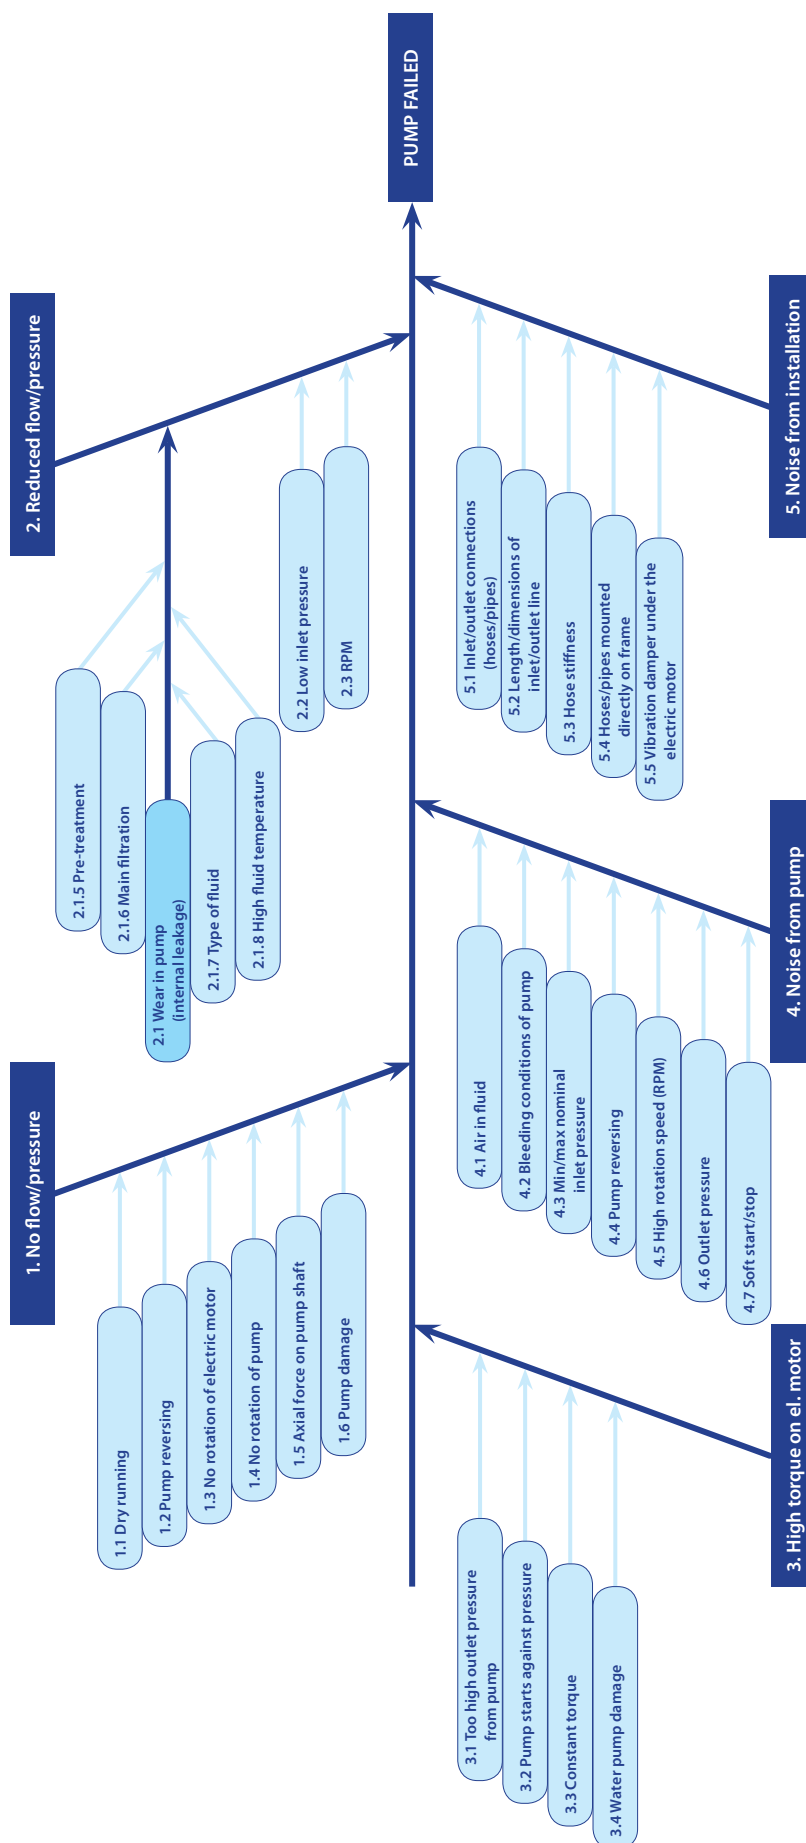 PUMP FAILED
1. No flow/pressure
1.1 Dry running
1.2 Pump reversing
1.3 No rotation of electric motor
1.4 No rotation of pump
1.5 Axial force on pump shaft
1.6 Pump damage
2. Reduced flow/pressure
2.1.5 Pre-treatment
2.1.6 Main filtration
2.1 Wear in pump
(internal leakage)
2.1.7 Type of fluid
2.1.8 High fluid temperature
2.2 Low inlet pressure
2.3 RPM
3.1 Too high outlet pressure
from pump
3.2 Pump starts against pressure
3.3 Constant torque
3.4 Water pump damage
3. High torque on el. motor
4.1 Air in fluid
4.2 Bleeding conditions of pump
4.3 Min/max nominal
inlet pressure
4.4 Pump reversing
4.5 High rotation speed (RPM)
4.6 Outlet pressure
4.7 Soft start/stop
4. Noise from pump
5.1 Inlet/outlet connections
(hoses/pipes)
5.2 Length/dimensions of
inlet/outlet line
5.3 Hose stiffness
5.4 Hoses/pipes mounted
directly on frame
5.5 Vibration damper under the
electric motor
5. Noise from installation